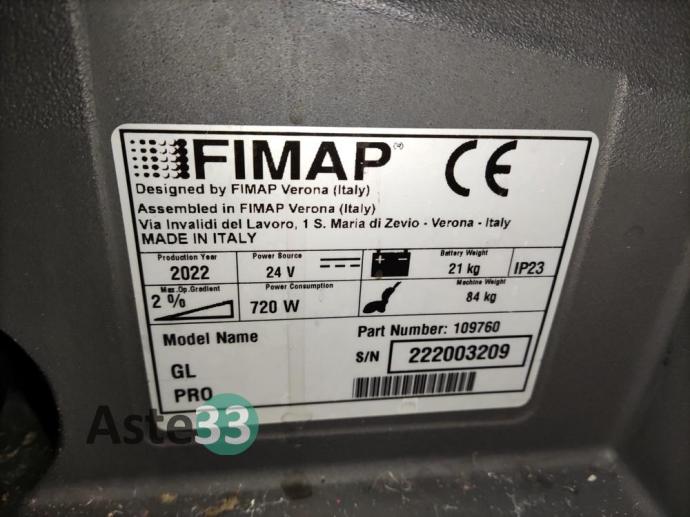 FIMAP®
CE
Designed by FIMAP Verona (Italy)
Assembled in FIMAP Verona (Italy)
Via Invalidi del Lavoro, 1 S. Maria di Zevio - Verona - Italy
MADE IN ITALY
Production Year
2022
Power Source
24 V
Battery Weight
21 kg
IP23
Max.Op.Gradient
2 %
Power Consumption
720 W
Machine Weight
84 kg
Model Name
Part Number: 109760
GL
S/N 222003209
PRO
Aste33